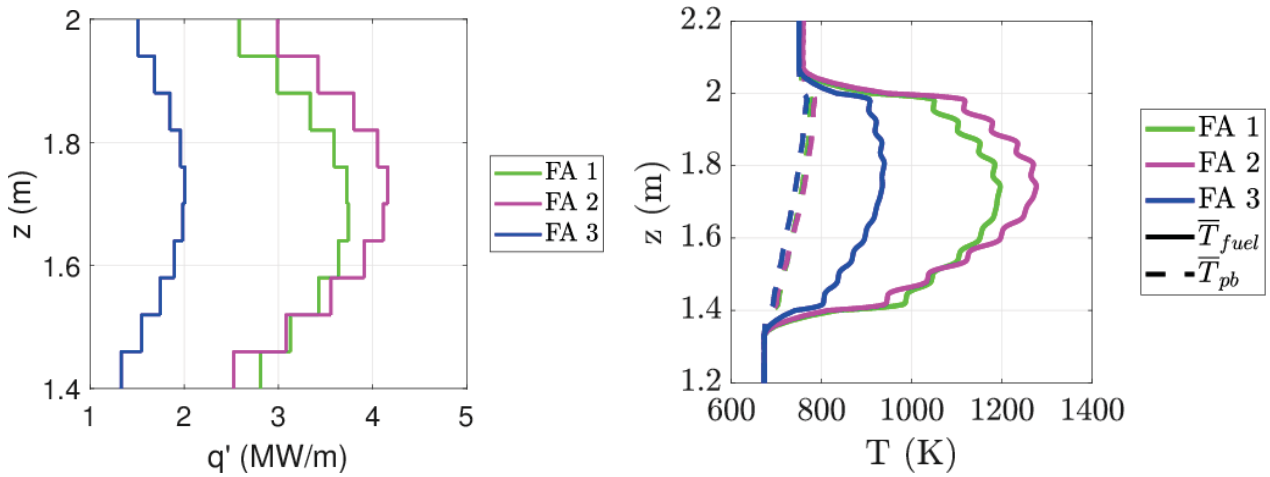 2
1.8
1.6
1.4
z (m)
1 2 3 4 5
q' (MW/m)
FA 1
FA 2
FA 3
2.2
2
1.8
1.6
1.4
1.2
z (m)
600 800 1000 1200 1400
T (K)
FA 1
FA 2
FA 3
T̅_fuel
T̅_pb